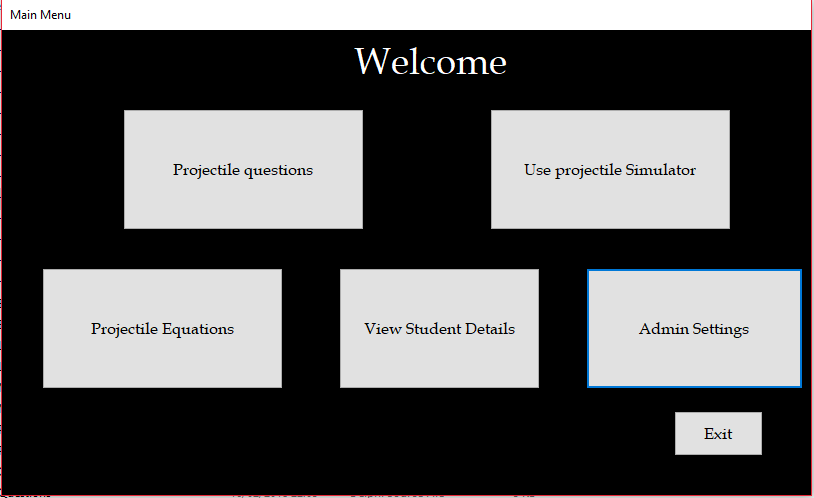 Main Menu
Welcome
Projectile questions
Use projectile Simulator
Projectile Equations
View Student Details
Admin Settings
Exit